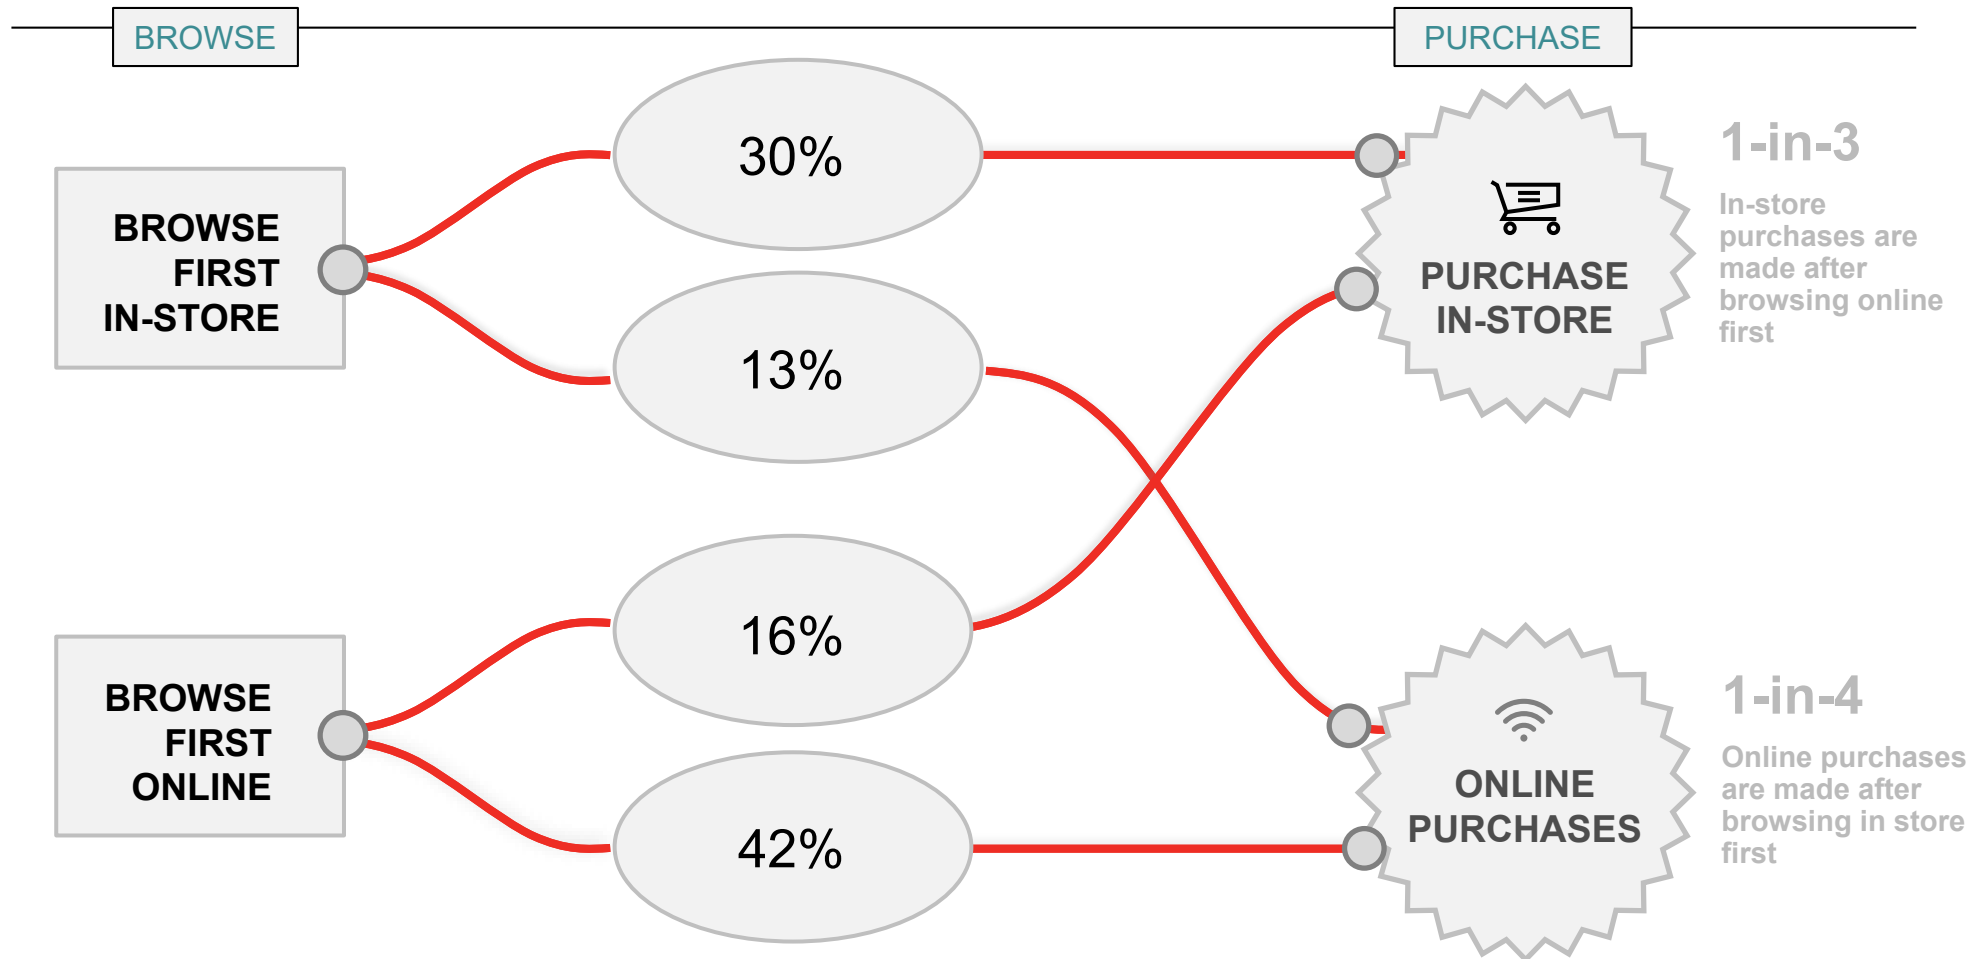 BROWSE
PURCHASE
BROWSE
FIRST
IN-STORE
30%
13%
PURCHASE
IN-STORE
1-in-3
In-store
purchases are
made after
browsing online
first
BROWSE
FIRST
ONLINE
16%
42%
ONLINE
PURCHASES
1-in-4
Online purchases
are made after
browsing in store
first